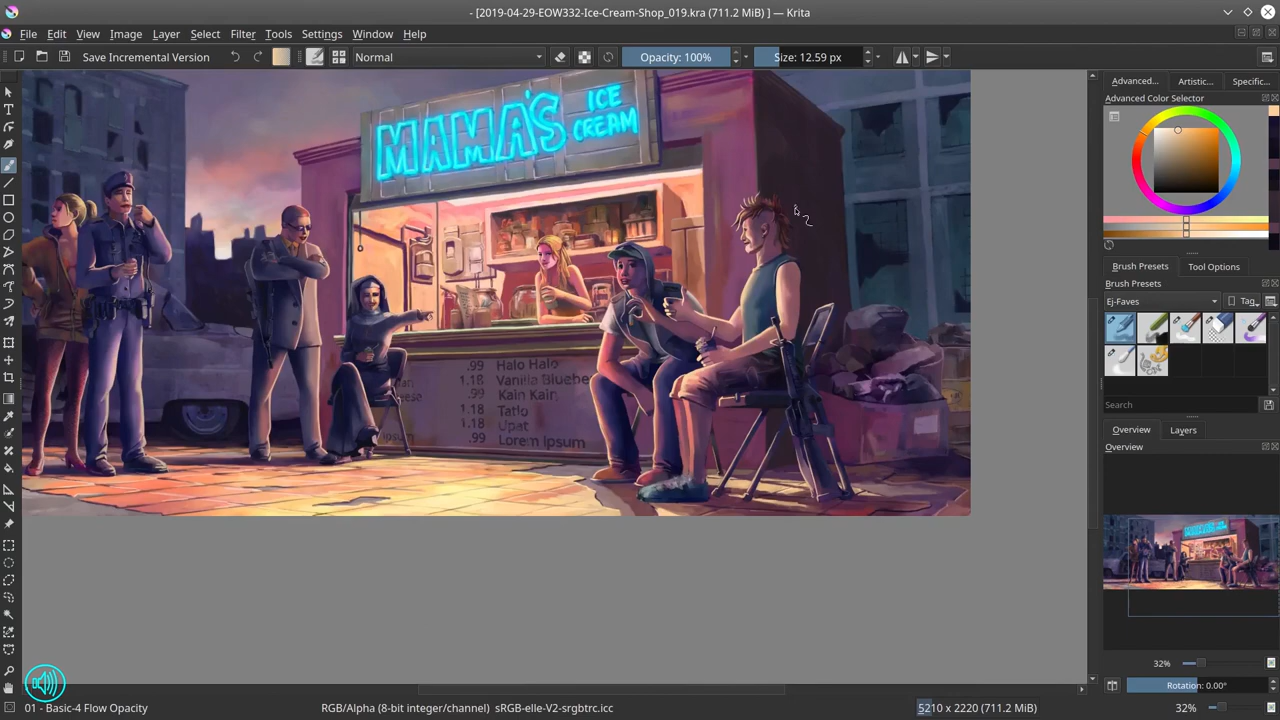 - [2019-04-29-EOW332-Ice-Cream-Shop_019.kra (711.2 MiB) ] — Krita
File Edit View Image Layer Select Filter Tools Settings Window Help
Save Incremental Version Normal Opacity: 100% Size: 12.59 px
Advanced... Artistic... Specific...
Advanced Color Selector
MAMA'S ICE CREAM
.99 Halo Halo
1.18 Vanilla Bluebe
.99 Kain Kain
1.18 Tatlo
1.18 Upat
.99 Lorem Ipsum
Brush Presets Tool Options
Brush Presets
Ej-Faves Tag
Search
Overview Layers
Overview
32%
Rotation: 0.00°
01 - Basic-4 Flow Opacity RGB/Alpha (8-bit integer/channel) sRGB-elle-V2-srgbtrc.icc 5210 x 2220 (711.2 MiB) 32%